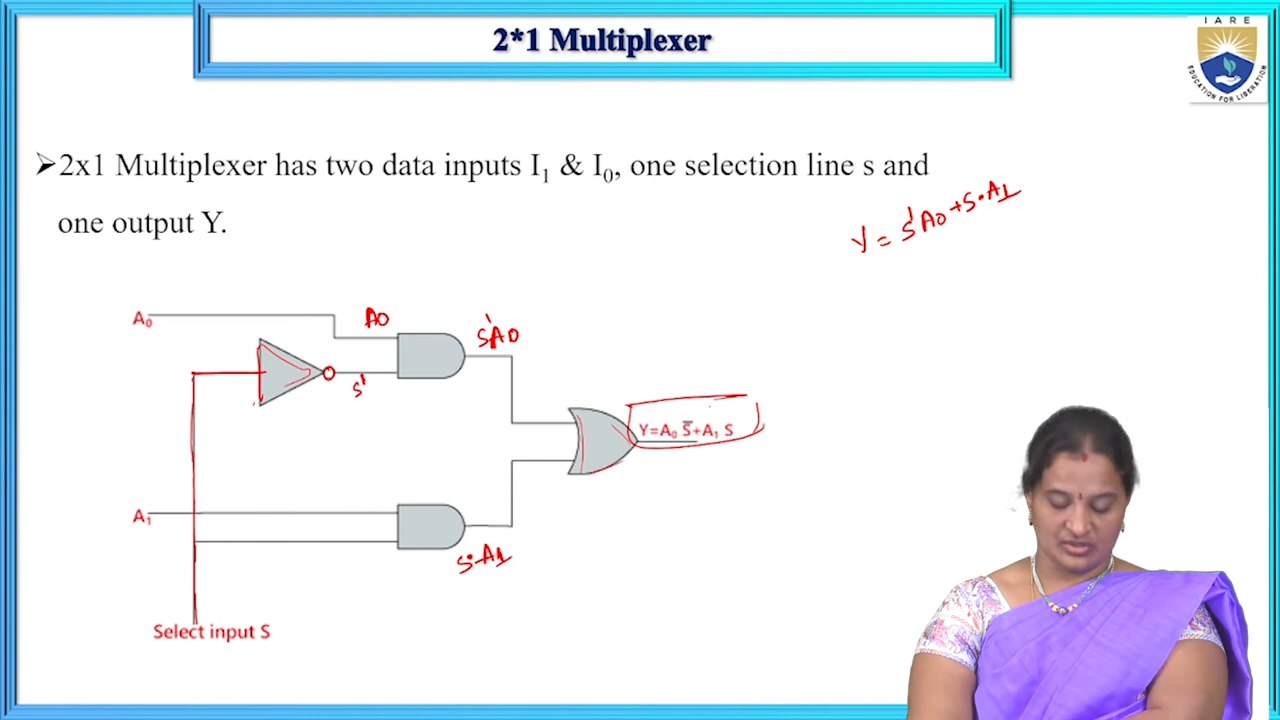 2*1 Multiplexer
IARE
EDUCATION FOR LIBERATION
➢2x1 Multiplexer has two data inputs I₁ & I₀, one selection line s and
one output Y.
Y = S'A0 + S·A1
A₀
A0
S'A0
S'
Y=A₀ S̅+A₁ S
A₁
S·A1
Select input S